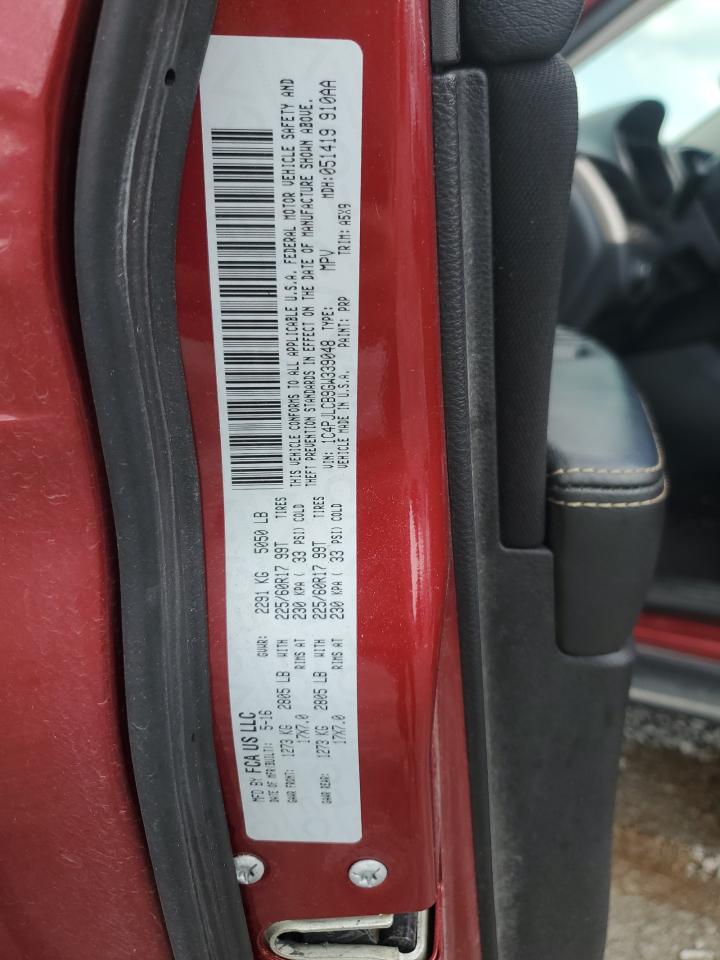 MFD BY FCA US LLC
DATE OF MFR/BUILT: 5-16 GVWR: 2291 KG 5050 LB
GAWR FRONT: 1273 KG 2805 LB WITH 225/60R17 99T TIRES
17X7.0 RIMS AT 230 KPA ( 33 PSI) COLD
GAWR REAR: 1273 KG 2805 LB WITH 225/60R17 99T TIRES
17X7.0 RIMS AT 230 KPA ( 33 PSI) COLD
THIS VEHICLE CONFORMS TO ALL APPLICABLE U.S.A. FEDERAL MOTOR VEHICLE SAFETY AND
THEFT PREVENTION STANDARDS IN EFFECT ON THE DATE OF MANUFACTURE SHOWN ABOVE.
VIN: 1C4PJLCB9GW339048 TYPE: MPV MDH:051419 910AA
VEHICLE MADE IN U.S.A. PAINT: PRP TRIM: A5X9